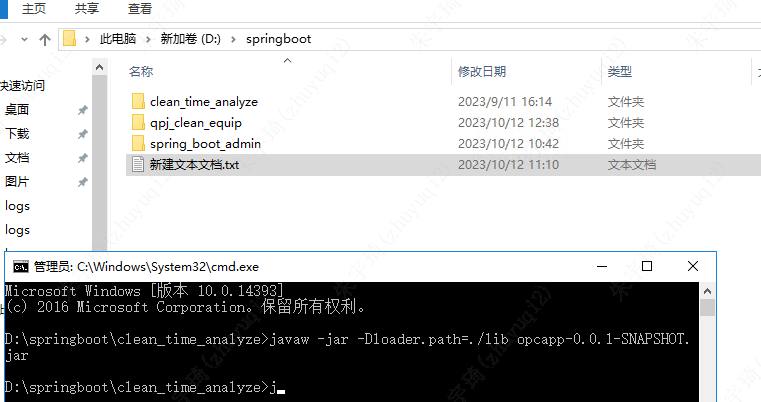 主页 共享 查看
此电脑 新加卷 (D:) springboot
快速访问
桌面
下载
文档
图片
logs
logs
名称 修改日期 类型
clean_time_analyze 2023/9/11 16:14 文件夹
qpj_clean_equip 2023/10/12 12:38 文件夹
spring_boot_admin 2023/10/12 10:42 文件夹
新建文本文档.txt 2023/10/12 11:10 文本文档
管理员: C:\Windows\System32\cmd.exe
Microsoft Windows [版本 10.0.14393]
(c) 2016 Microsoft Corporation。保留所有权利。
D:\springboot\clean_time_analyze>javaw -jar -Dloader.path=./lib opcapp-0.0.1-SNAPSHOT.
jar
D:\springboot\clean_time_analyze>j